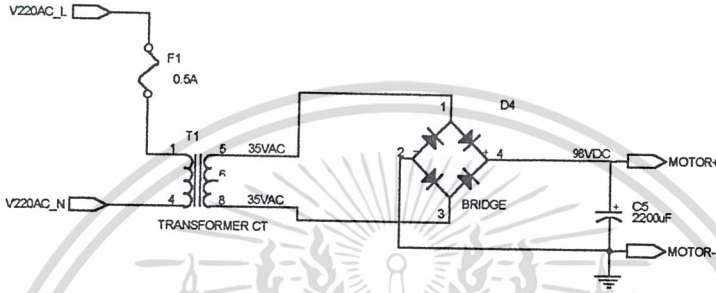 V220AC_L
F1
0.5A
T1
1
5
35VAC
6
V220AC_N
4
8
35VAC
TRANSFORMER CT
1
D4
2
-
+
4
98VDC
MOTOR+
3
BRIDGE
+
C5
2200uF
MOTOR-